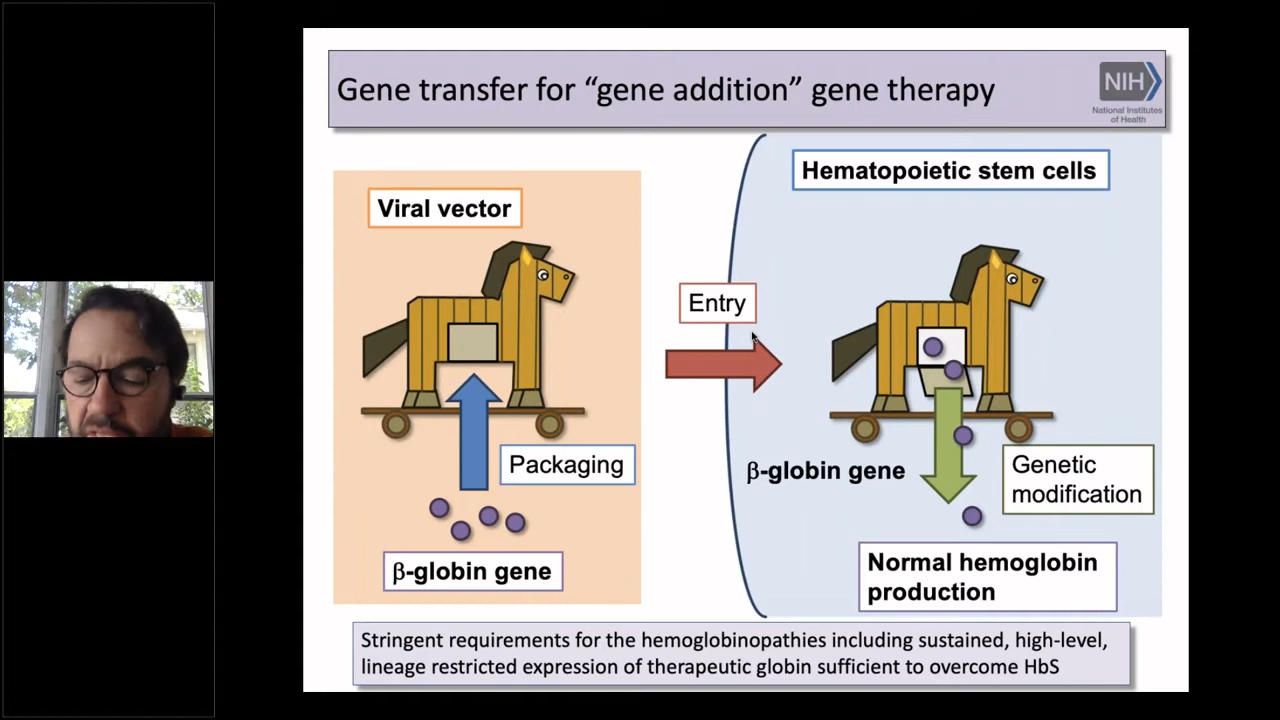 Gene transfer for “gene addition” gene therapy
NIH
National Institutes
of Health
Viral vector
Packaging
β-globin gene
Entry
Hematopoietic stem cells
β-globin gene
Genetic
modification
Normal hemoglobin
production
Stringent requirements for the hemoglobinopathies including sustained, high-level,
lineage restricted expression of therapeutic globin sufficient to overcome HbS